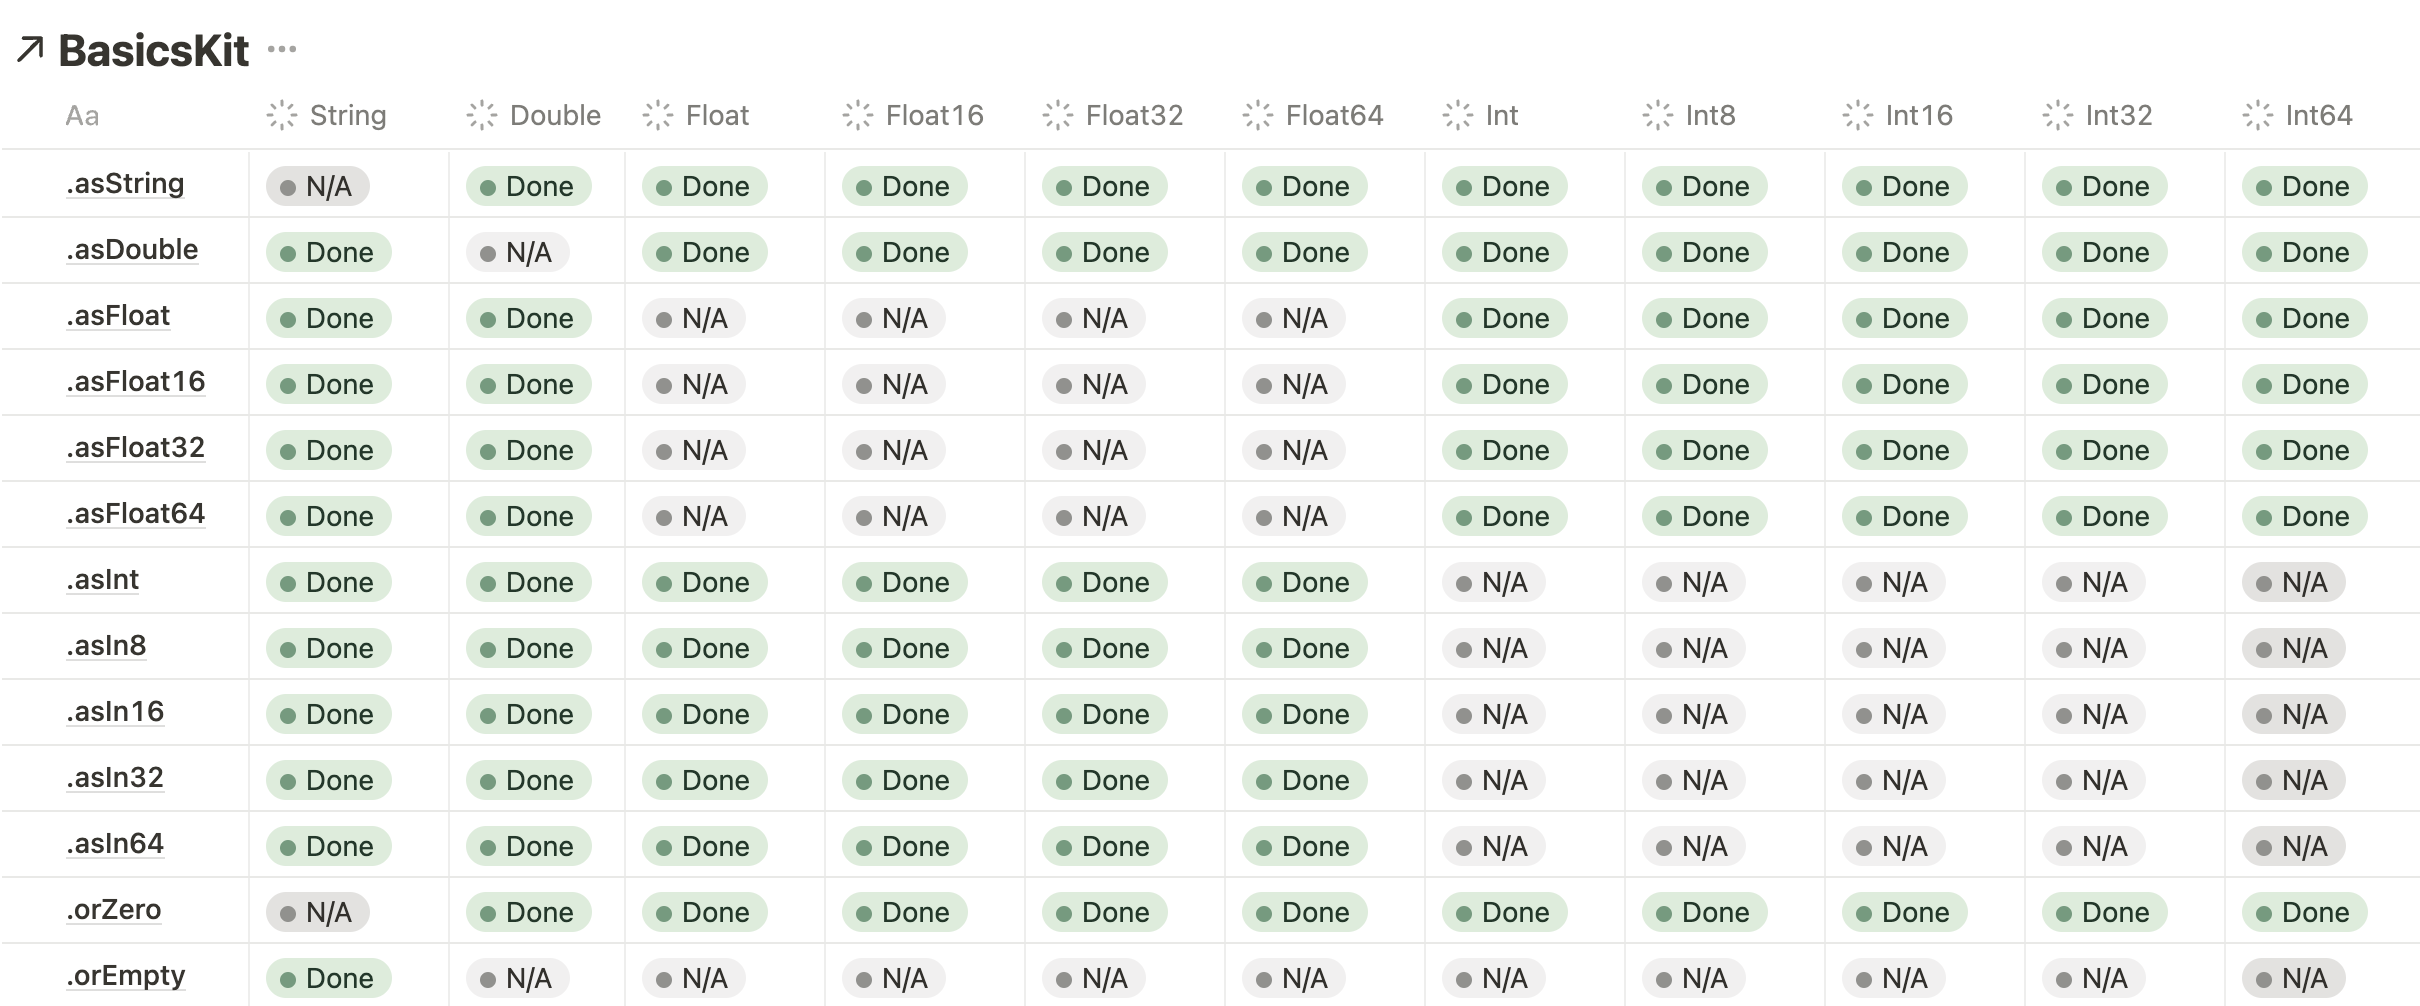 BasicsKit ...
Aa String Double Float Float16 Float32 Float64 Int Int8 Int16 Int32 Int64
.asString N/A Done Done Done Done Done Done Done Done Done Done
.asDouble Done N/A Done Done Done Done Done Done Done Done Done
.asFloat Done Done N/A N/A N/A N/A Done Done Done Done Done
.asFloat16 Done Done N/A N/A N/A N/A Done Done Done Done Done
.asFloat32 Done Done N/A N/A N/A N/A Done Done Done Done Done
.asFloat64 Done Done N/A N/A N/A N/A Done Done Done Done Done
.asInt Done Done Done Done Done Done N/A N/A N/A N/A N/A
.asIn8 Done Done Done Done Done Done N/A N/A N/A N/A N/A
.asIn16 Done Done Done Done Done Done N/A N/A N/A N/A N/A
.asIn32 Done Done Done Done Done Done N/A N/A N/A N/A N/A
.asIn64 Done Done Done Done Done Done N/A N/A N/A N/A N/A
.orZero N/A Done Done Done Done Done Done Done Done Done Done
.orEmpty Done N/A N/A N/A N/A N/A N/A N/A N/A N/A N/A